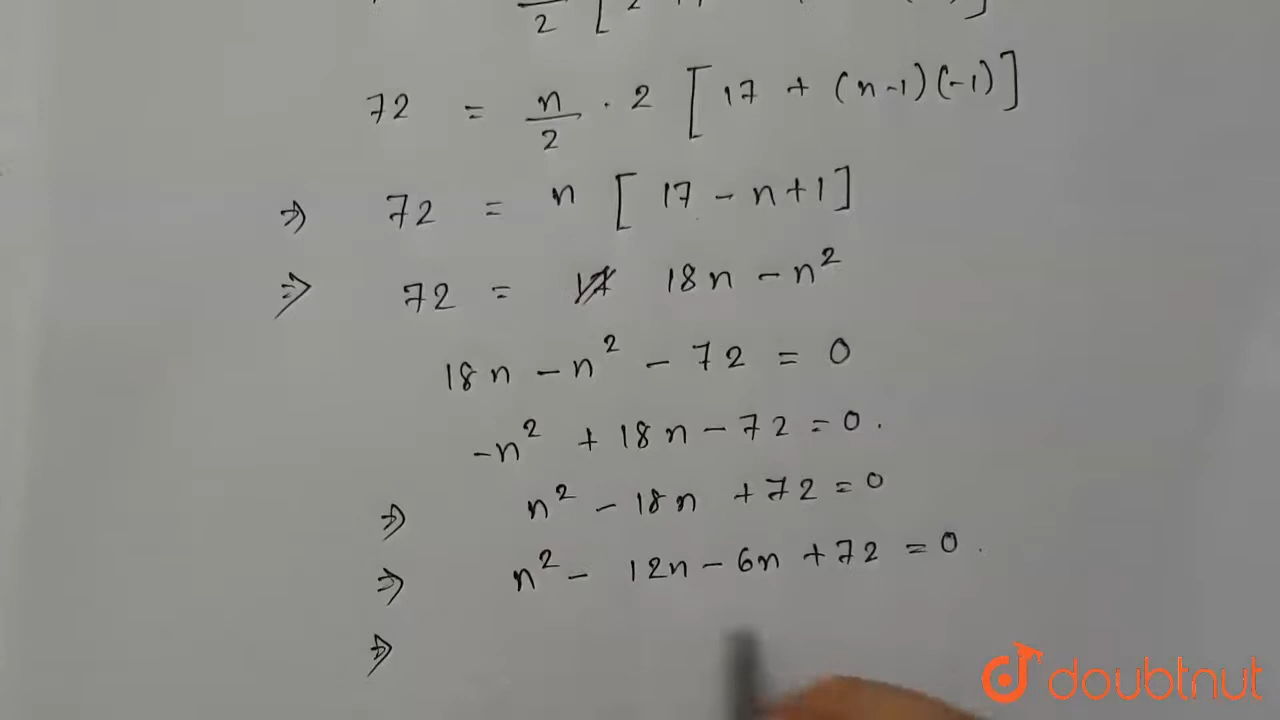 2 [
72 = n/2 . 2 [17 + (n-1)(-1)]
⇒ 72 = n [17 - n + 1]
⇒ 72 = 18n - n²
18n - n² - 72 = 0
-n² + 18n - 72 = 0.
⇒ n² - 18n + 72 = 0
⇒ n² - 12n - 6n + 72 = 0.
⇒
doubtnut